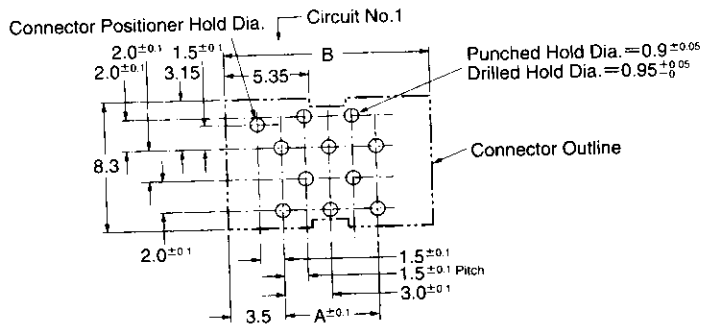 Connector Positioner Hold Dia.
Circuit No.1
2.0±0.1
1.5±0.1
B
2.0±0.1
3.15
5.35
Punched Hold Dia.=0.9±0.05
Drilled Hold Dia.=0.95+0.05 -0
8.3
Connector Outline
2.0±0.1
1.5±0.1
1.5±0.1 Pitch
3.0±0.1
3.5
A±0.1